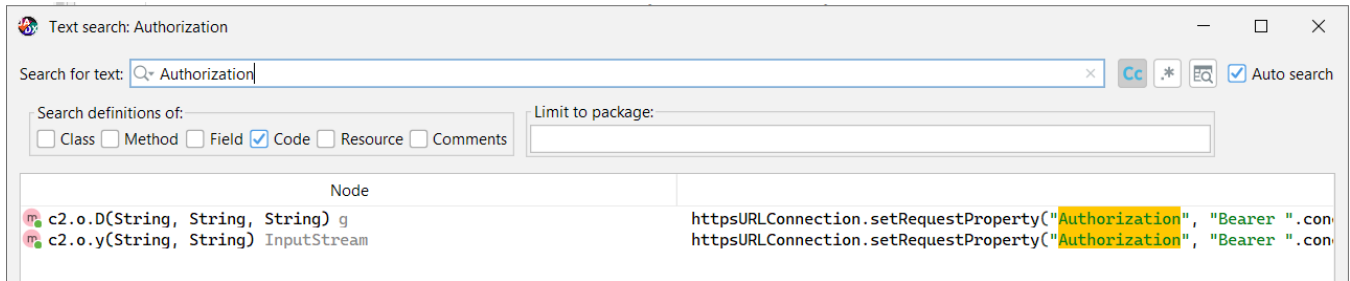 Text search: Authorization
Search for text: Authorization Cc .* Auto search
Search definitions of:
Class Method Field Code Resource Comments
Limit to package:
Node
c2.o.D(String, String, String) g httpsURLConnection.setRequestProperty("Authorization", "Bearer ".con
c2.o.y(String, String) InputStream httpsURLConnection.setRequestProperty("Authorization", "Bearer ".con